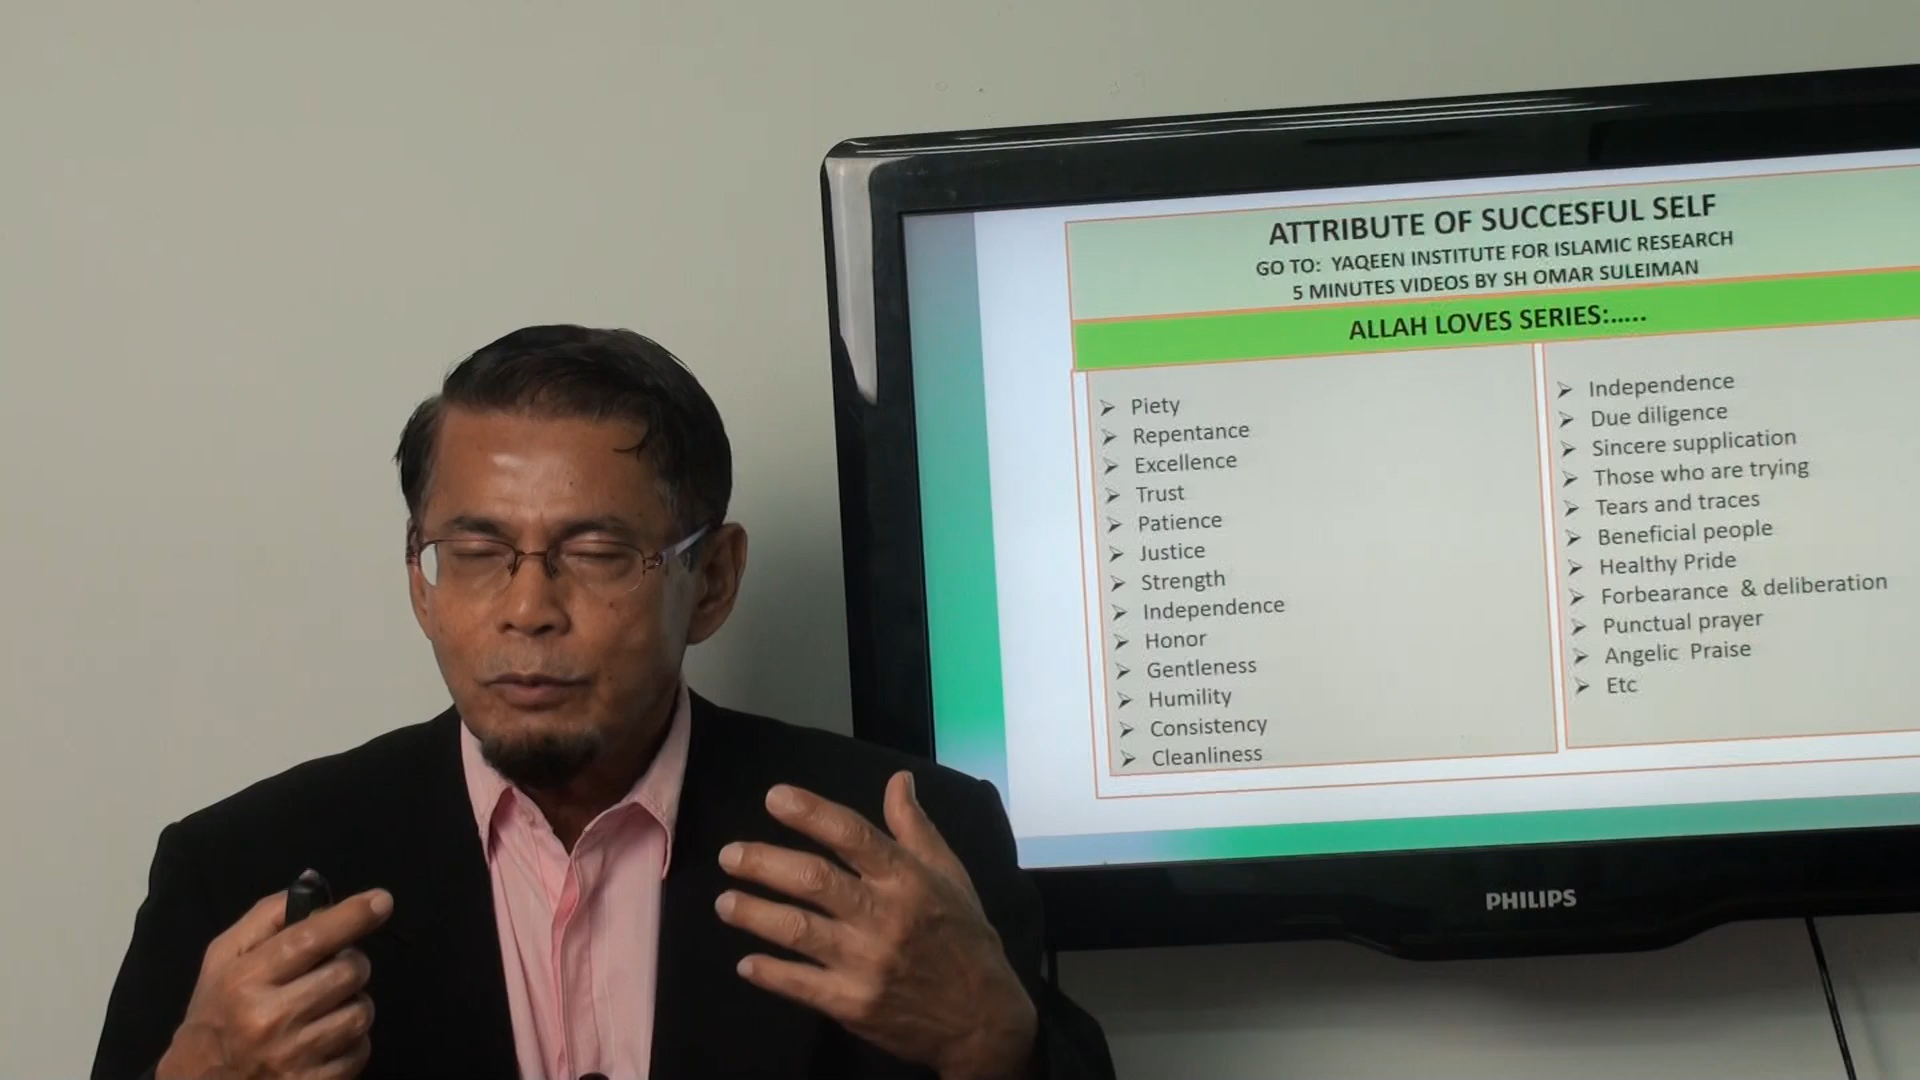 ATTRIBUTE OF SUCCESFUL SELF
GO TO: YAQEEN INSTITUTE FOR ISLAMIC RESEARCH
5 MINUTES VIDEOS BY SH OMAR SULEIMAN
ALLAH LOVES SERIES:.....
Piety
Repentance
Excellence
Trust
Patience
Justice
Strength
Independence
Honor
Gentleness
Humility
Consistency
Cleanliness
Independence
Due diligence
Sincere supplication
Those who are trying
Tears and traces
Beneficial people
Healthy Pride
Forbearance & deliberation
Punctual prayer
Angelic Praise
Etc
PHILIPS